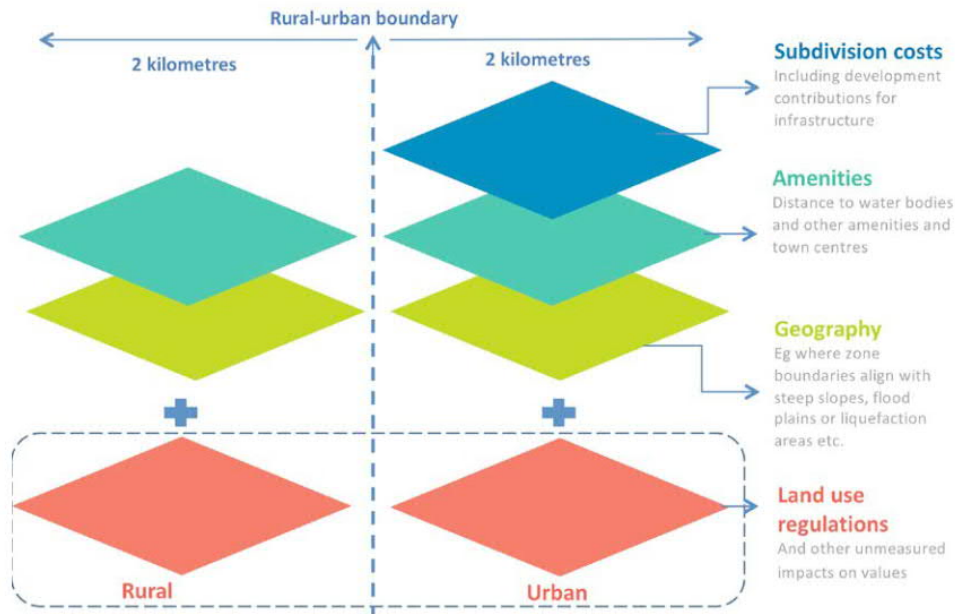 Rural-urban boundary
2 kilometres
2 kilometres
Subdivision costs
Including development
contributions for
infrastructure
Amenities
Distance to water bodies
and other amenities and
town centres
Geography
Eg where zone
boundaries align with
steep slopes, flood
plains or liquefaction
areas etc.
Land use
regulations
And other unmeasured
impacts on values
Rural
Urban